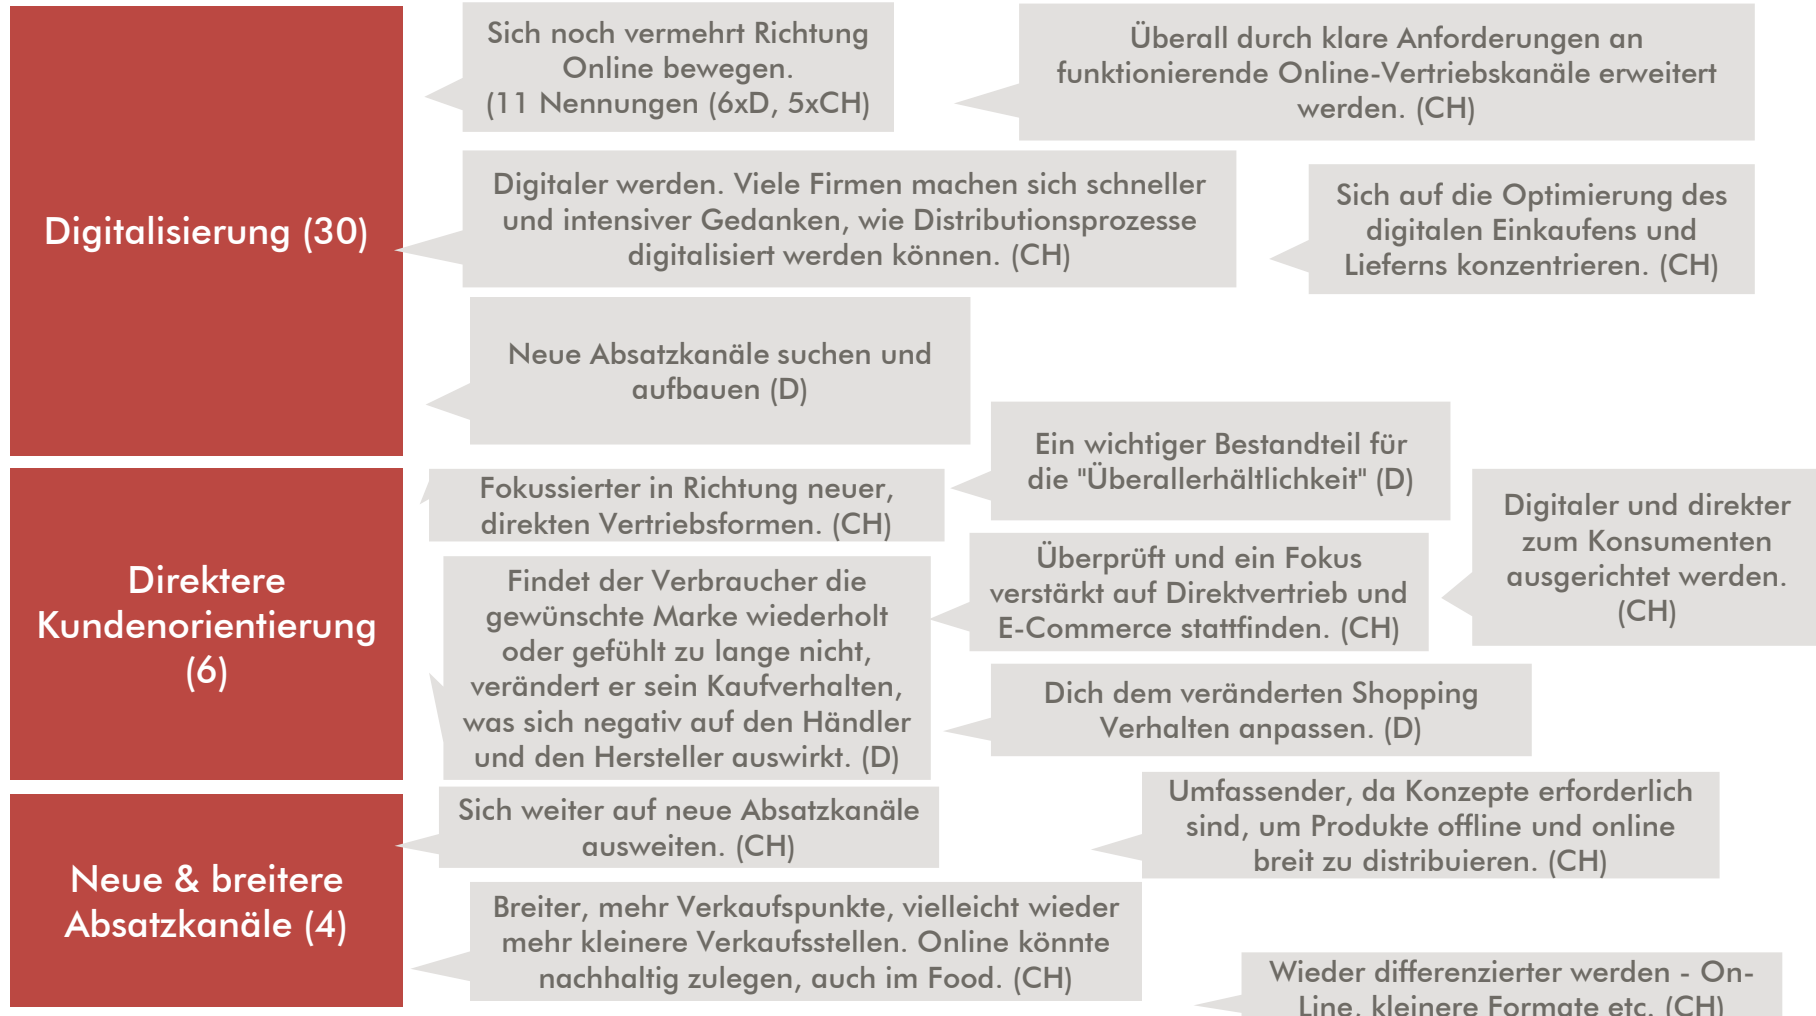 Digitalisierung (30)
Sich noch vermehrt Richtung
Online bewegen.
(11 Nennungen (6xD, 5xCH)
Überall durch klare Anforderungen an
funktionierende Online-Vertriebskanäle erweitert
werden. (CH)
Digitaler werden. Viele Firmen machen sich schneller
und intensiver Gedanken, wie Distributionsprozesse
digitalisiert werden können. (CH)
Sich auf die Optimierung des
digitalen Einkaufens und
Lieferns konzentrieren. (CH)
Neue Absatzkanäle suchen und
aufbauen (D)
Direktere
Kundenorientierung
(6)
Fokussierter in Richtung neuer,
direkten Vertriebsformen. (CH)
Ein wichtiger Bestandteil für
die "Überallerhältlichkeit" (D)
Digitaler und direkter
zum Konsumenten
ausgerichtet werden.
(CH)
Findet der Verbraucher die
gewünschte Marke wiederholt
oder gefühlt zu lange nicht,
verändert er sein Kaufverhalten,
was sich negativ auf den Händler
und den Hersteller auswirkt. (D)
Überprüft und ein Fokus
verstärkt auf Direktvertrieb und
E-Commerce stattfinden. (CH)
Dich dem veränderten Shopping
Verhalten anpassen. (D)
Neue & breitere
Absatzkanäle (4)
Sich weiter auf neue Absatzkanäle
ausweiten. (CH)
Umfassender, da Konzepte erforderlich
sind, um Produkte offline und online
breit zu distribuieren. (CH)
Breiter, mehr Verkaufspunkte, vielleicht wieder
mehr kleinere Verkaufsstellen. Online könnte
nachhaltig zulegen, auch im Food. (CH)
Wieder differenzierter werden - On-
Line, kleinere Formate etc. (CH)